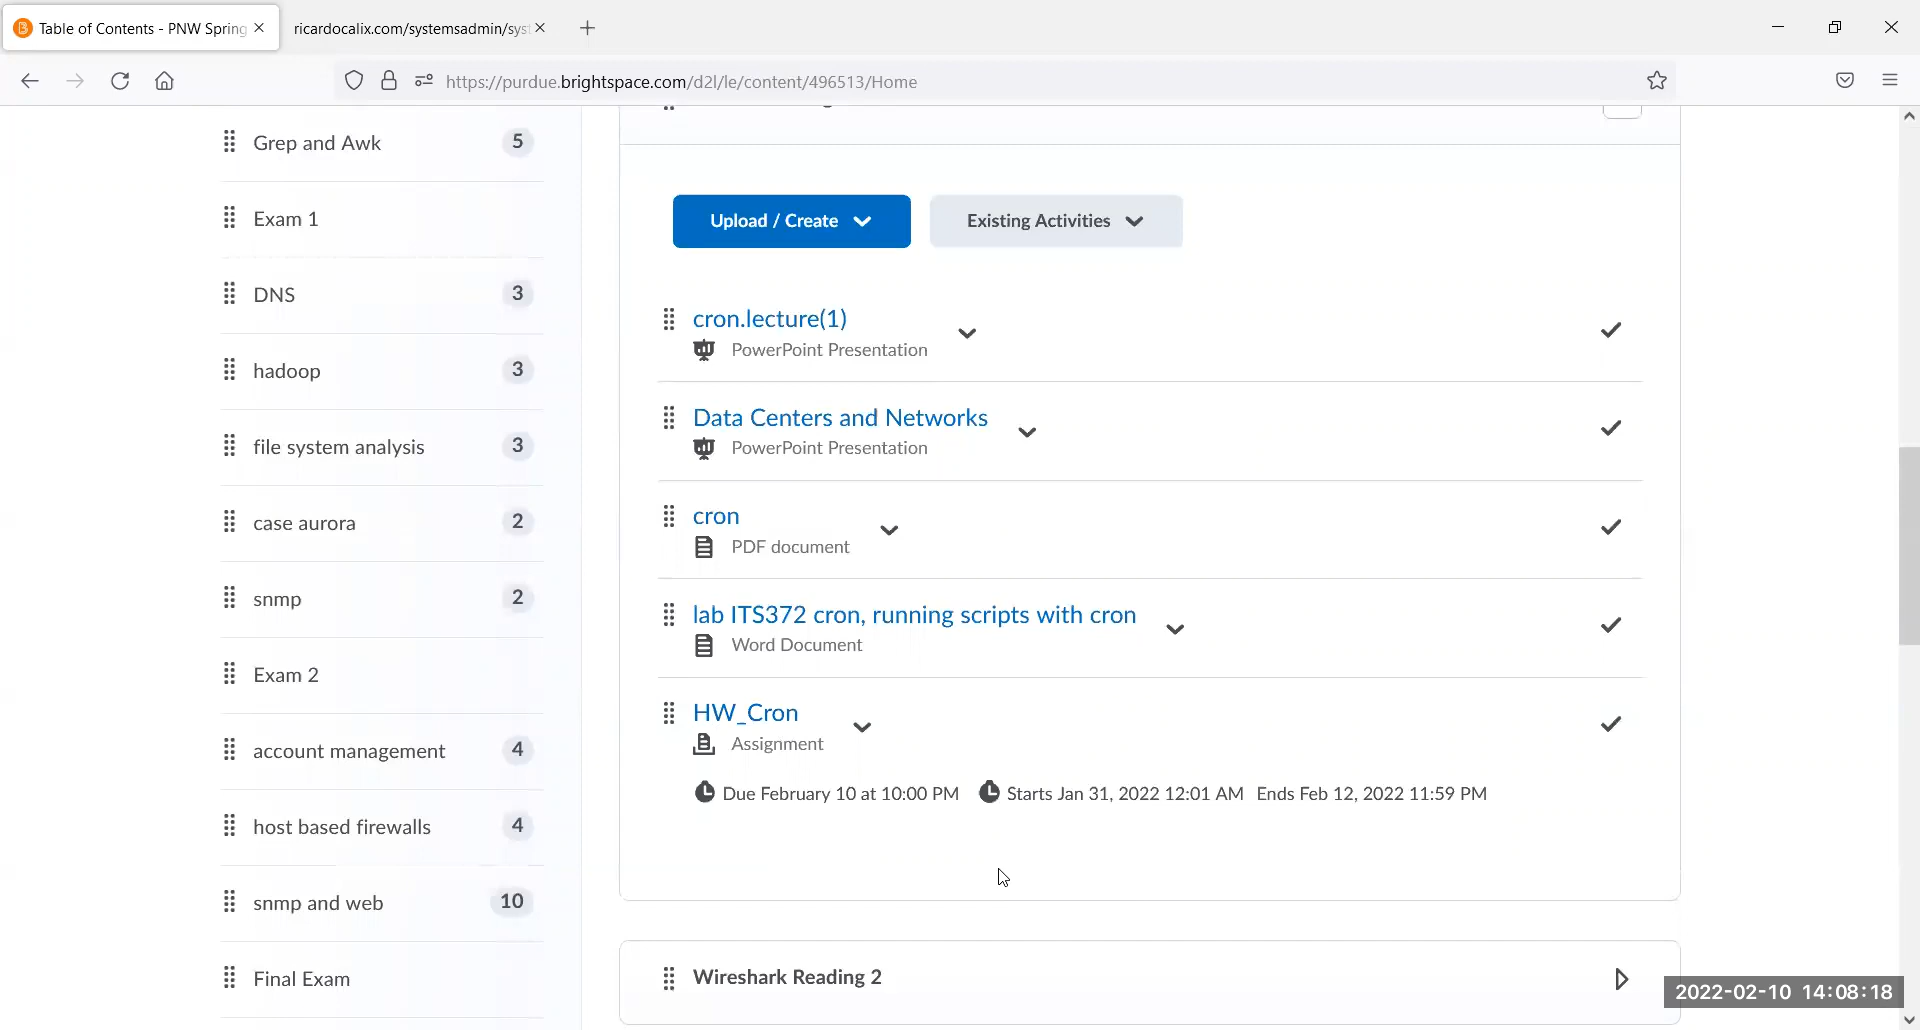 Table of Contents - PNW Spring
ricardocalix.com/systemsadmin/syst
https://purdue.brightspace.com/d2l/le/content/496513/Home
Grep and Awk 5
Exam 1
DNS 3
hadoop 3
file system analysis 3
case aurora 2
snmp 2
Exam 2
account management 4
host based firewalls 4
snmp and web 10
Final Exam
Upload / Create
Existing Activities
cron.lecture(1)
PowerPoint Presentation
Data Centers and Networks
PowerPoint Presentation
cron
PDF document
lab ITS372 cron, running scripts with cron
Word Document
HW_Cron
Assignment
Due February 10 at 10:00 PM Starts Jan 31, 2022 12:01 AM Ends Feb 12, 2022 11:59 PM
Wireshark Reading 2
2022-02-10 14:08:18